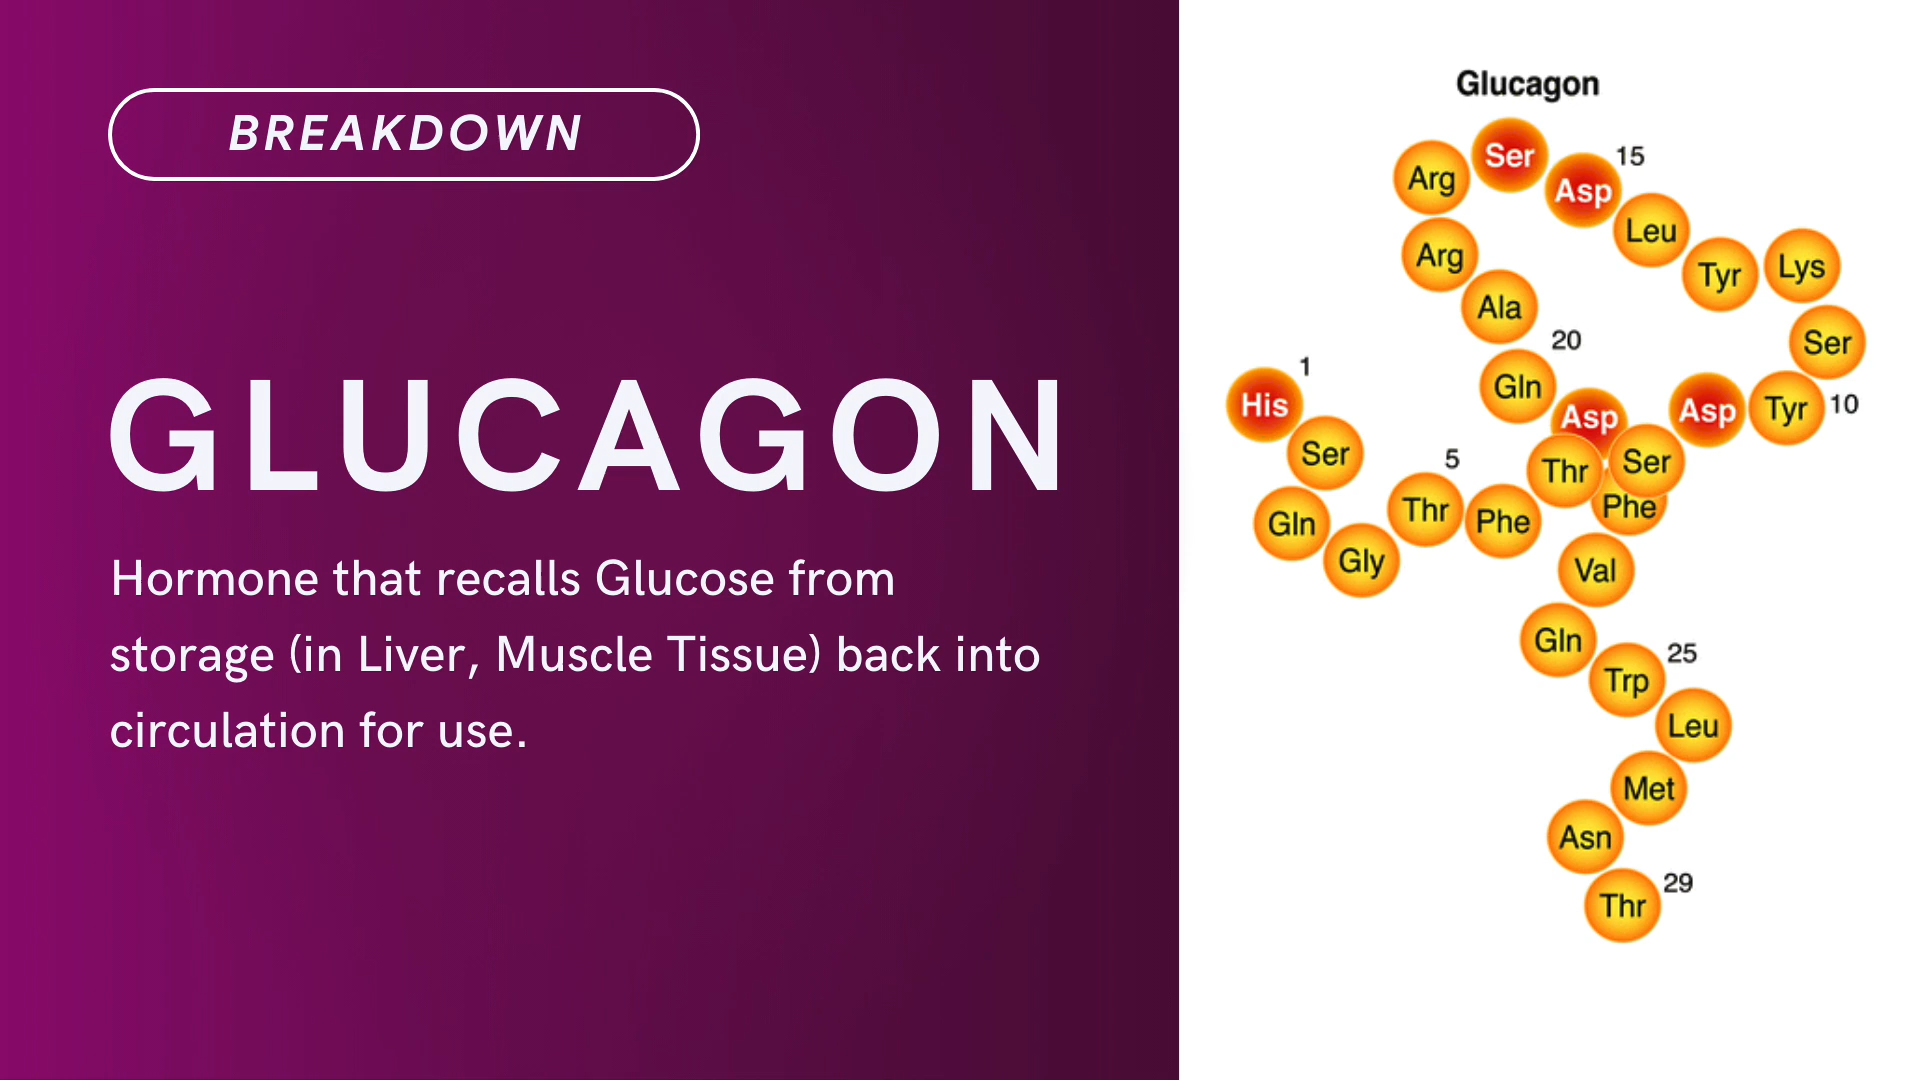 BREAKDOWN
GLUCAGON
Hormone that recalls Glucose from
storage (in Liver, Muscle Tissue) back into
circulation for use.
Glucagon
1
His
Ser
Gln
Gly
5
Thr
Phe
Thr
Ser
Asp
10
Tyr
Ser
Lys
Tyr
Leu
15
Asp
Ser
Arg
Arg
Ala
20
Gln
Asp
Phe
Val
Gln
25
Trp
Leu
Met
Asn
29
Thr